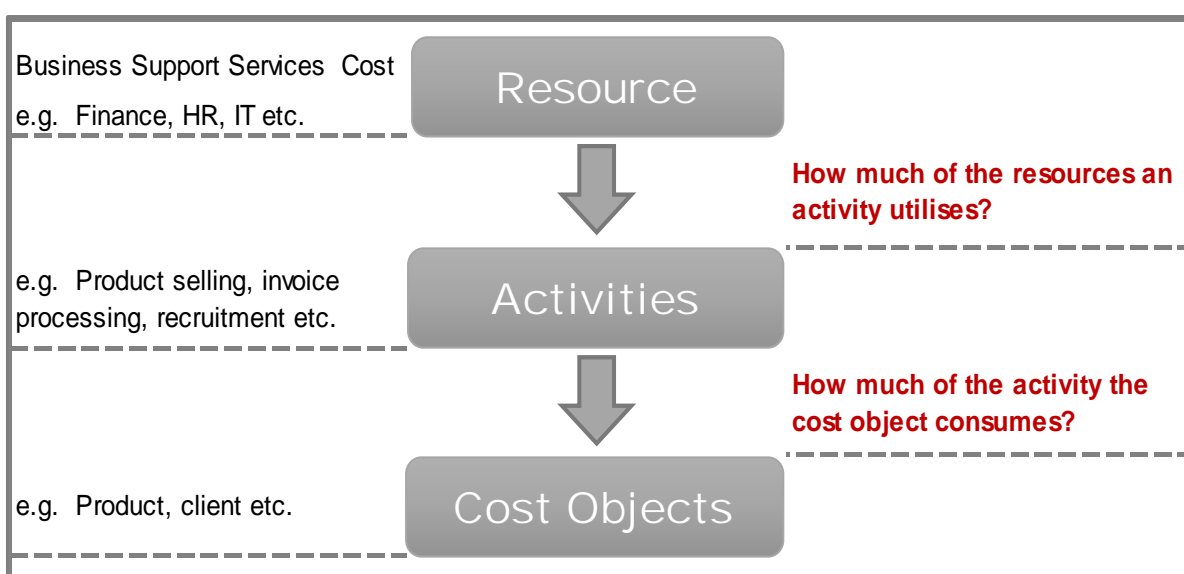 Business Support Services Cost
e.g. Finance, HR, IT etc.
Resource
How much of the resources an
activity utilises?
e.g. Product selling, invoice
processing, recruitment etc.
Activities
How much of the activity the
cost object consumes?
e.g. Product, client etc.
Cost Objects